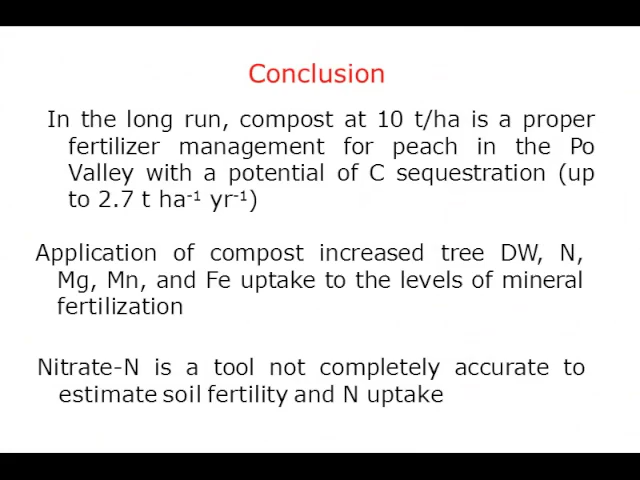 Conclusion
In the long run, compost at 10 t/ha is a proper
fertilizer management for peach in the Po
Valley with a potential of C sequestration (up
to 2.7 t ha⁻¹ yr⁻¹)
Application of compost increased tree DW, N,
Mg, Mn, and Fe uptake to the levels of mineral
fertilization
Nitrate-N is a tool not completely accurate to
estimate soil fertility and N uptake